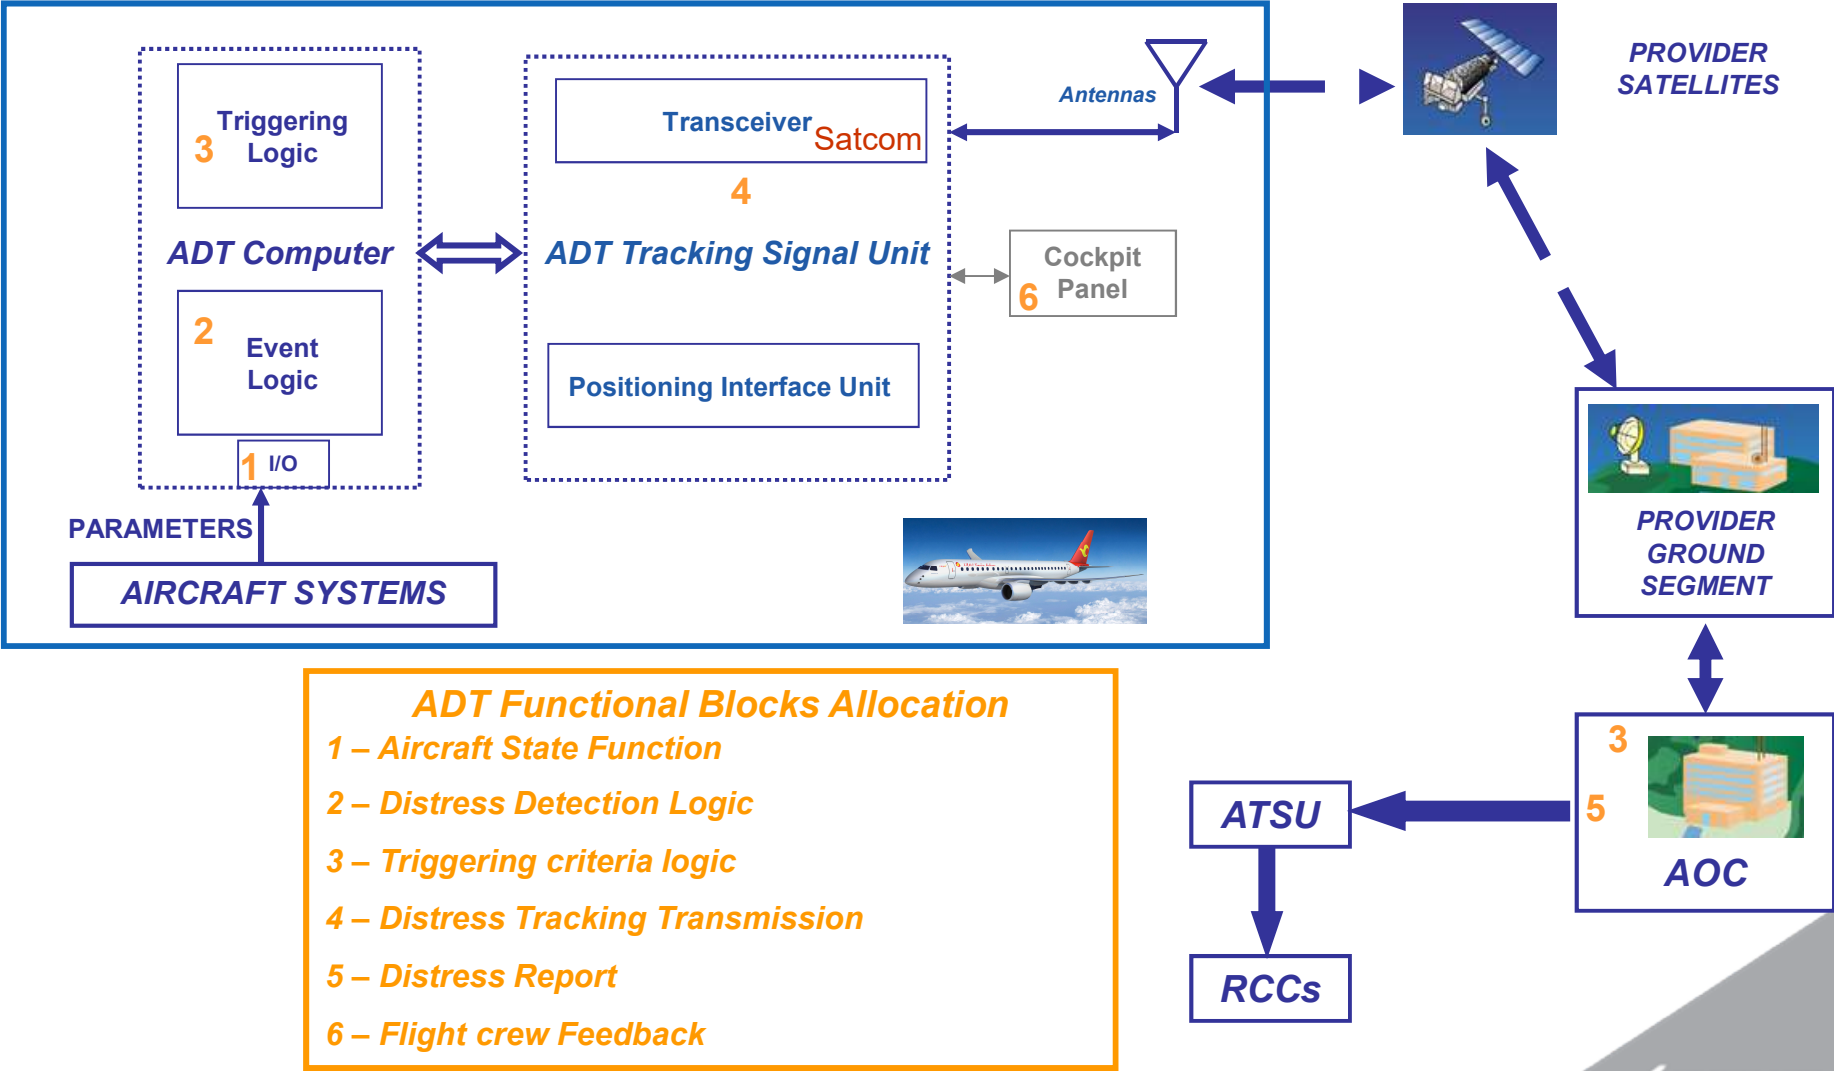 Triggering
3
Logic
ADT Computer
2
Event
Logic
1
I/O
PARAMETERS
AIRCRAFT SYSTEMS
Transceiver
Satcom
4
ADT Tracking Signal Unit
Positioning Interface Unit
Antennas
Cockpit
Panel
6
PROVIDER
SATELLITES
PROVIDER
GROUND
SEGMENT
3
5
AOC
ATSU
RCCs
ADT Functional Blocks Allocation
1 – Aircraft State Function
2 – Distress Detection Logic
3 – Triggering criteria logic
4 – Distress Tracking Transmission
5 – Distress Report
6 – Flight crew Feedback